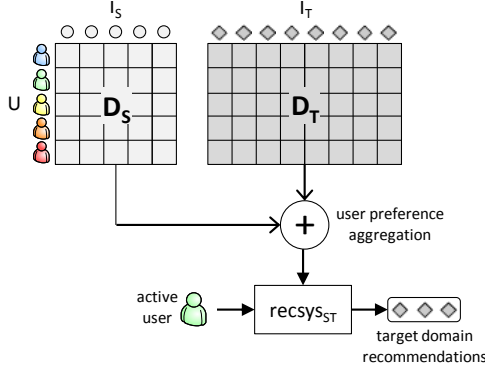 I_S I_T
U
D_S D_T
+
user preference
aggregation
active
user
recsys_ST
target domain
recommendations